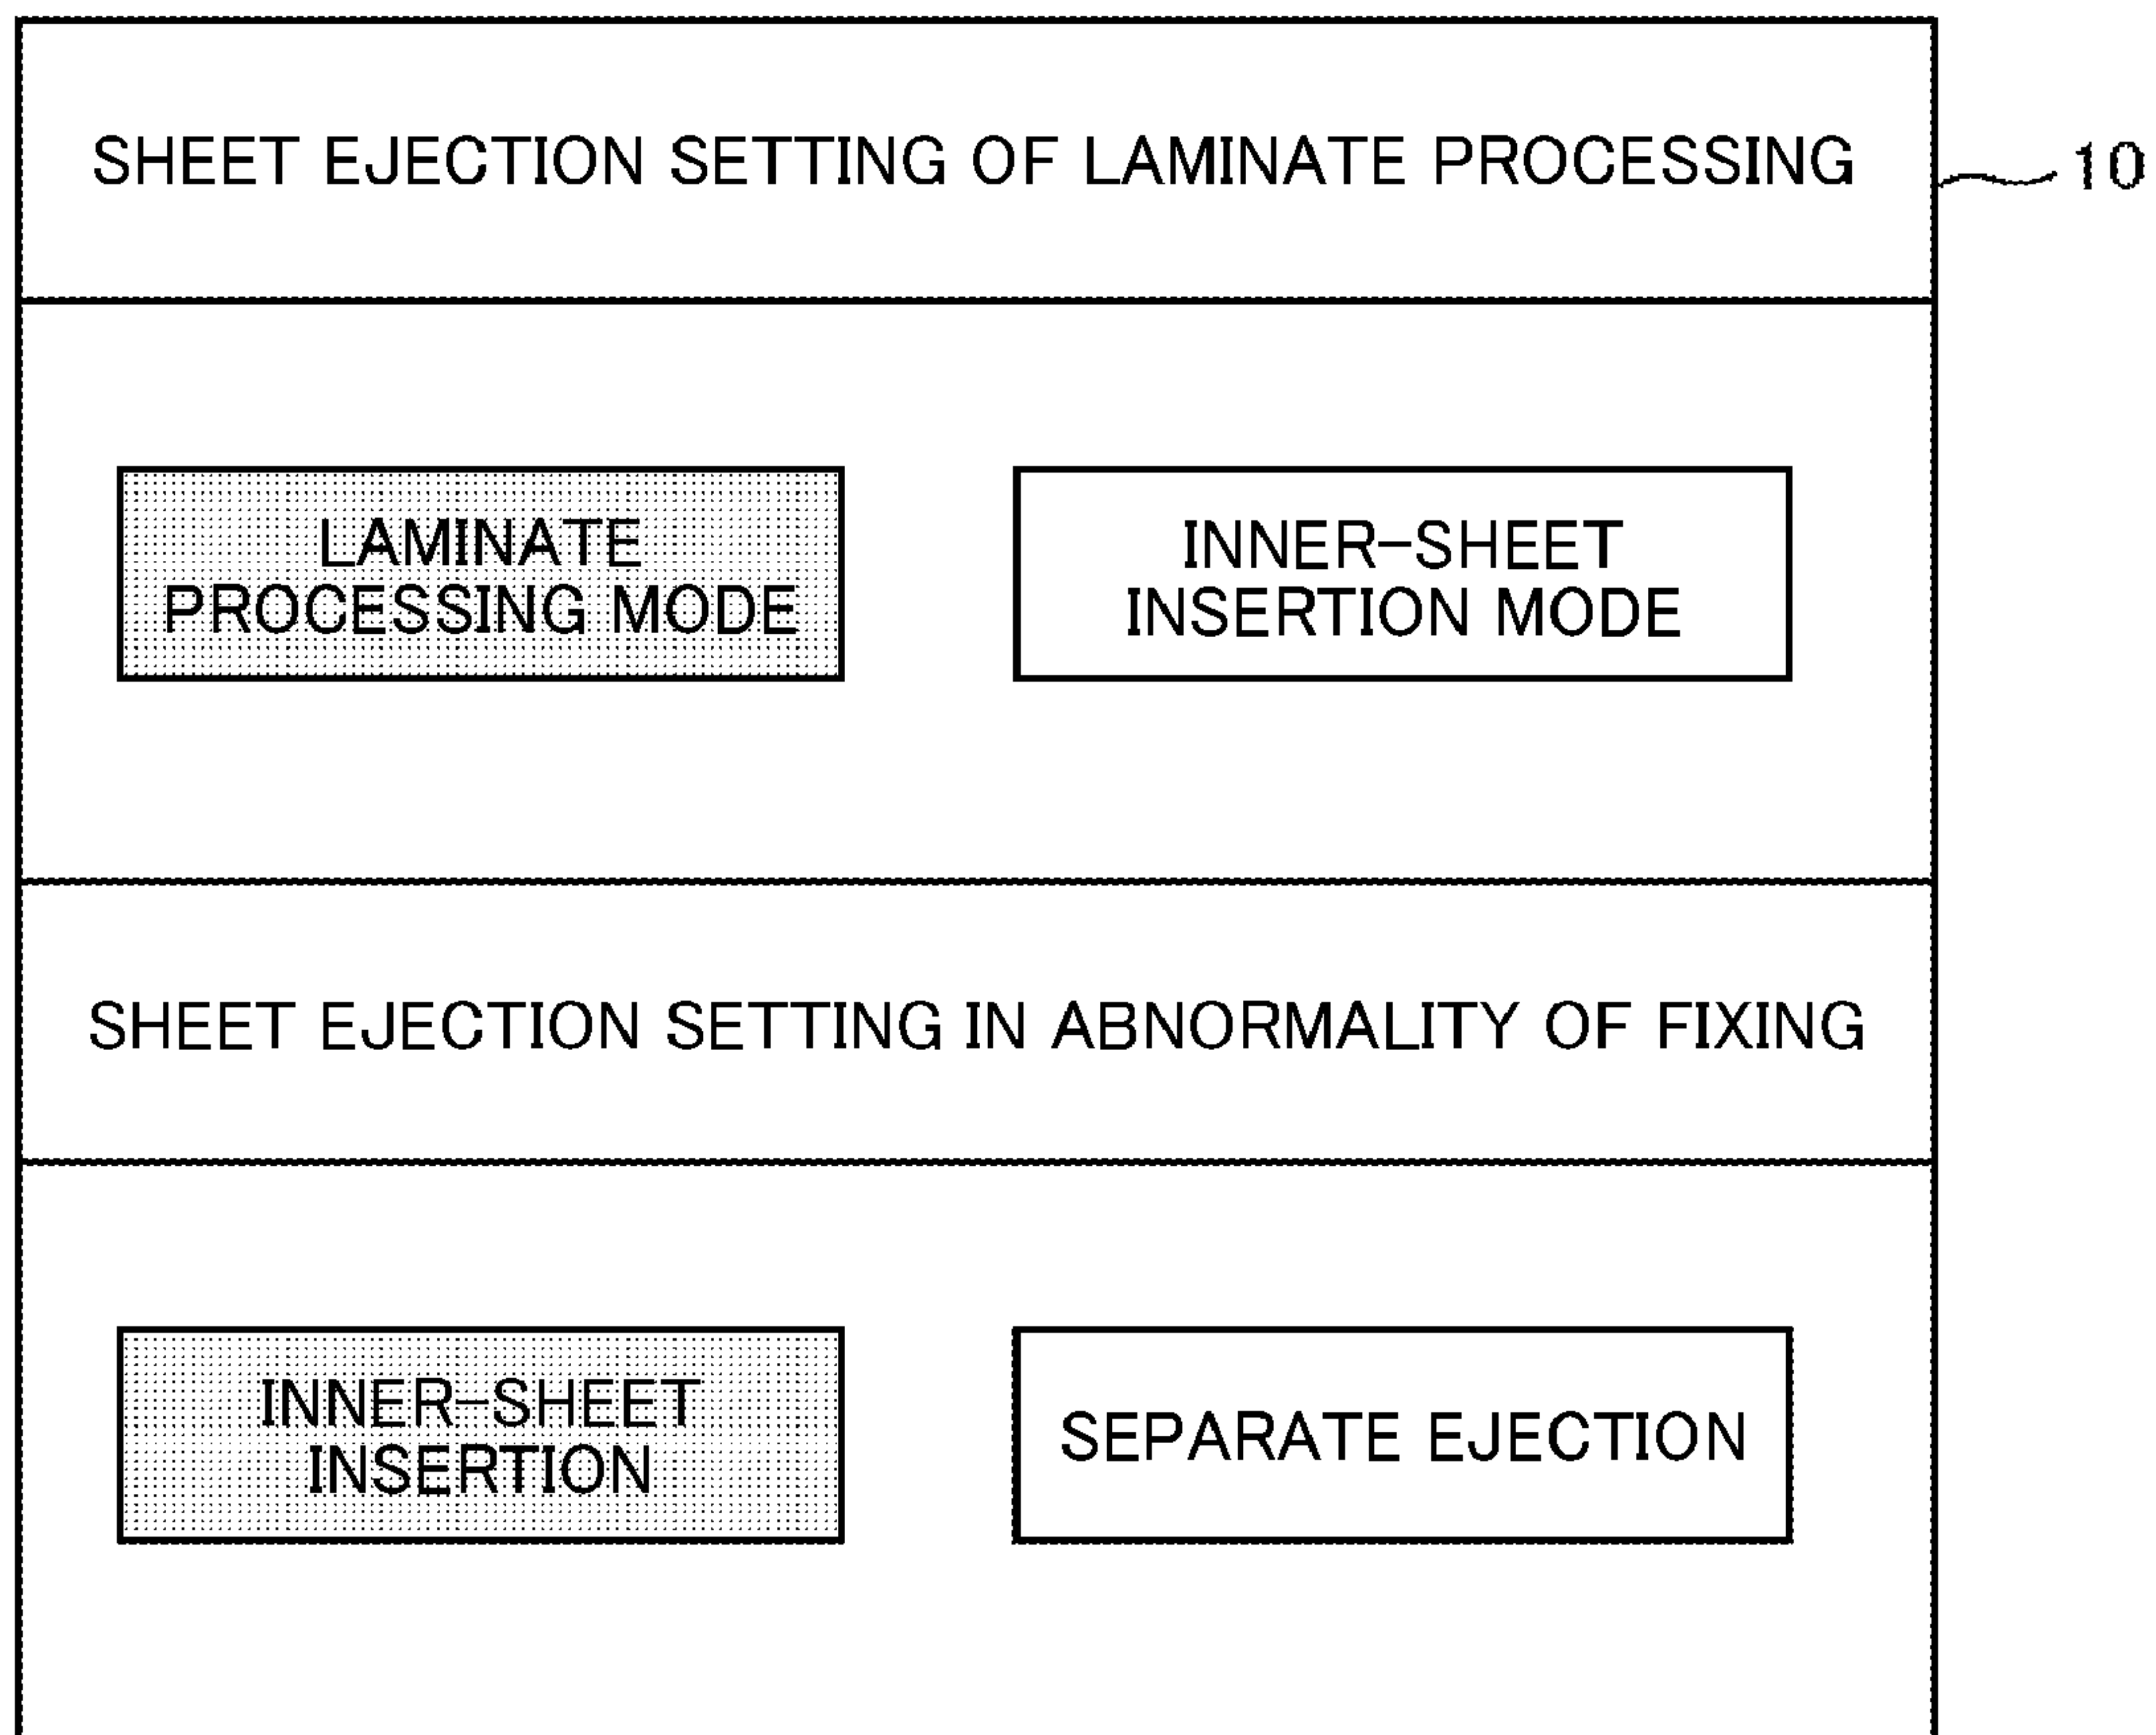 SHEET EJECTION SETTING OF LAMINATE PROCESSING
10
LAMINATE
PROCESSING MODE
INNER-SHEET
INSERTION MODE
SHEET EJECTION SETTING IN ABNORMALITY OF FIXING
INNER-SHEET
INSERTION
SEPARATE EJECTION